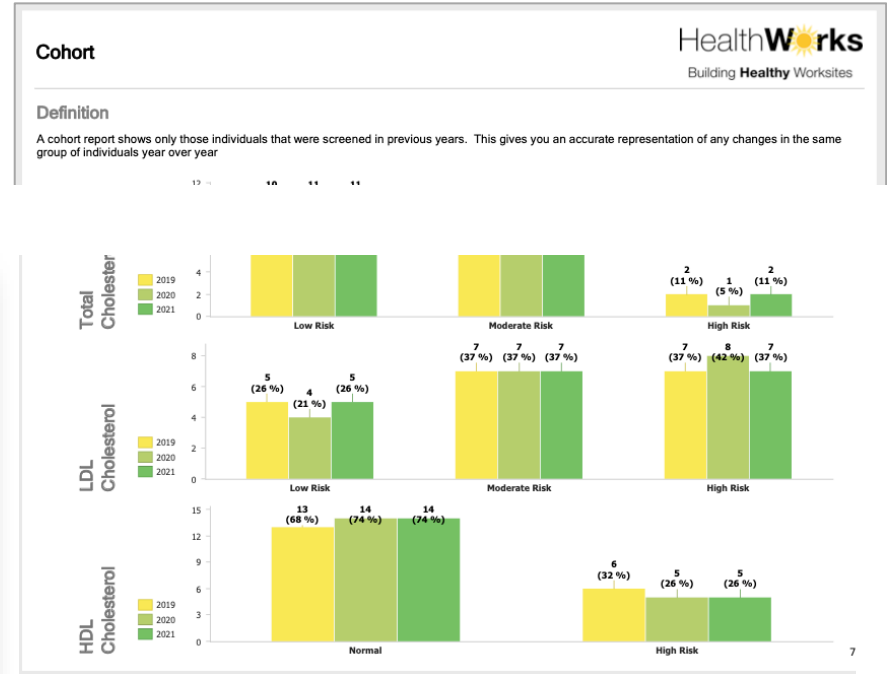 Cohort
HealthWorks
Building Healthy Worksites
Definition
A cohort report shows only those individuals that were screened in previous years.  This gives you an accurate representation of any changes in the same
group of individuals year over year
12
10 11 11
Total
Cholester
4
2
0
2019
2020
2021
2
(11 %)
1
(5 %)
2
(11 %)
Low Risk
Moderate Risk
High Risk
LDL
Cholesterol
8
6
4
2
0
2019
2020
2021
5
(26 %)
4
(21 %)
5
(26 %)
7
(37 %)
7
(37 %)
7
(37 %)
7
(37 %)
8
(42 %)
7
(37 %)
Low Risk
Moderate Risk
High Risk
HDL
Cholesterol
15
12
9
6
3
0
2019
2020
2021
13
(68 %)
14
(74 %)
14
(74 %)
6
(32 %)
5
(26 %)
5
(26 %)
Normal
High Risk
7